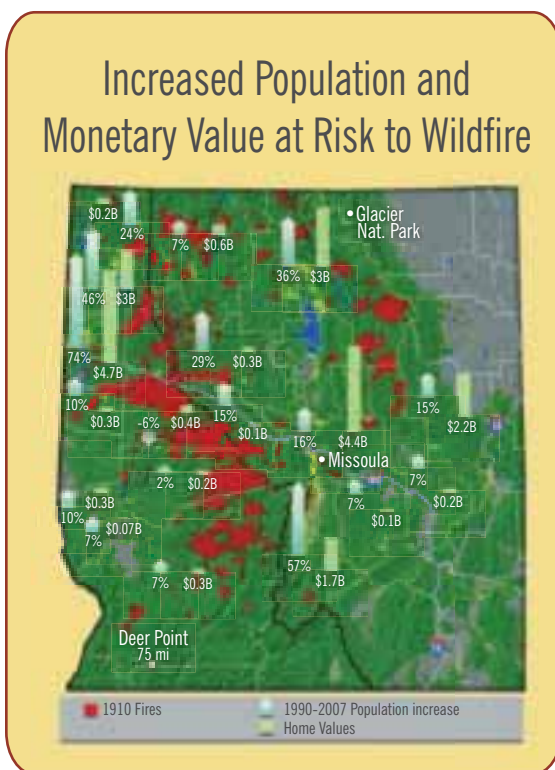 Increased Population and
Monetary Value at Risk to Wildfire
Glacier
Nat. Park
$0.2B
24%
7%
$0.6B
36%
$3B
46%
$3B
74%
$4.7B
29%
$0.3B
10%
$0.3B
-6%
$0.4B
15%
$0.1B
16%
$4.4B
15%
$2.2B
Missoula
7%
2%
$0.2B
7%
$0.2B
10%
$0.3B
7%
$0.07B
$0.1B
57%
$1.7B
7%
$0.3B
Deer Point
75 mi
1910 Fires
1990-2007 Population increase
Home Values